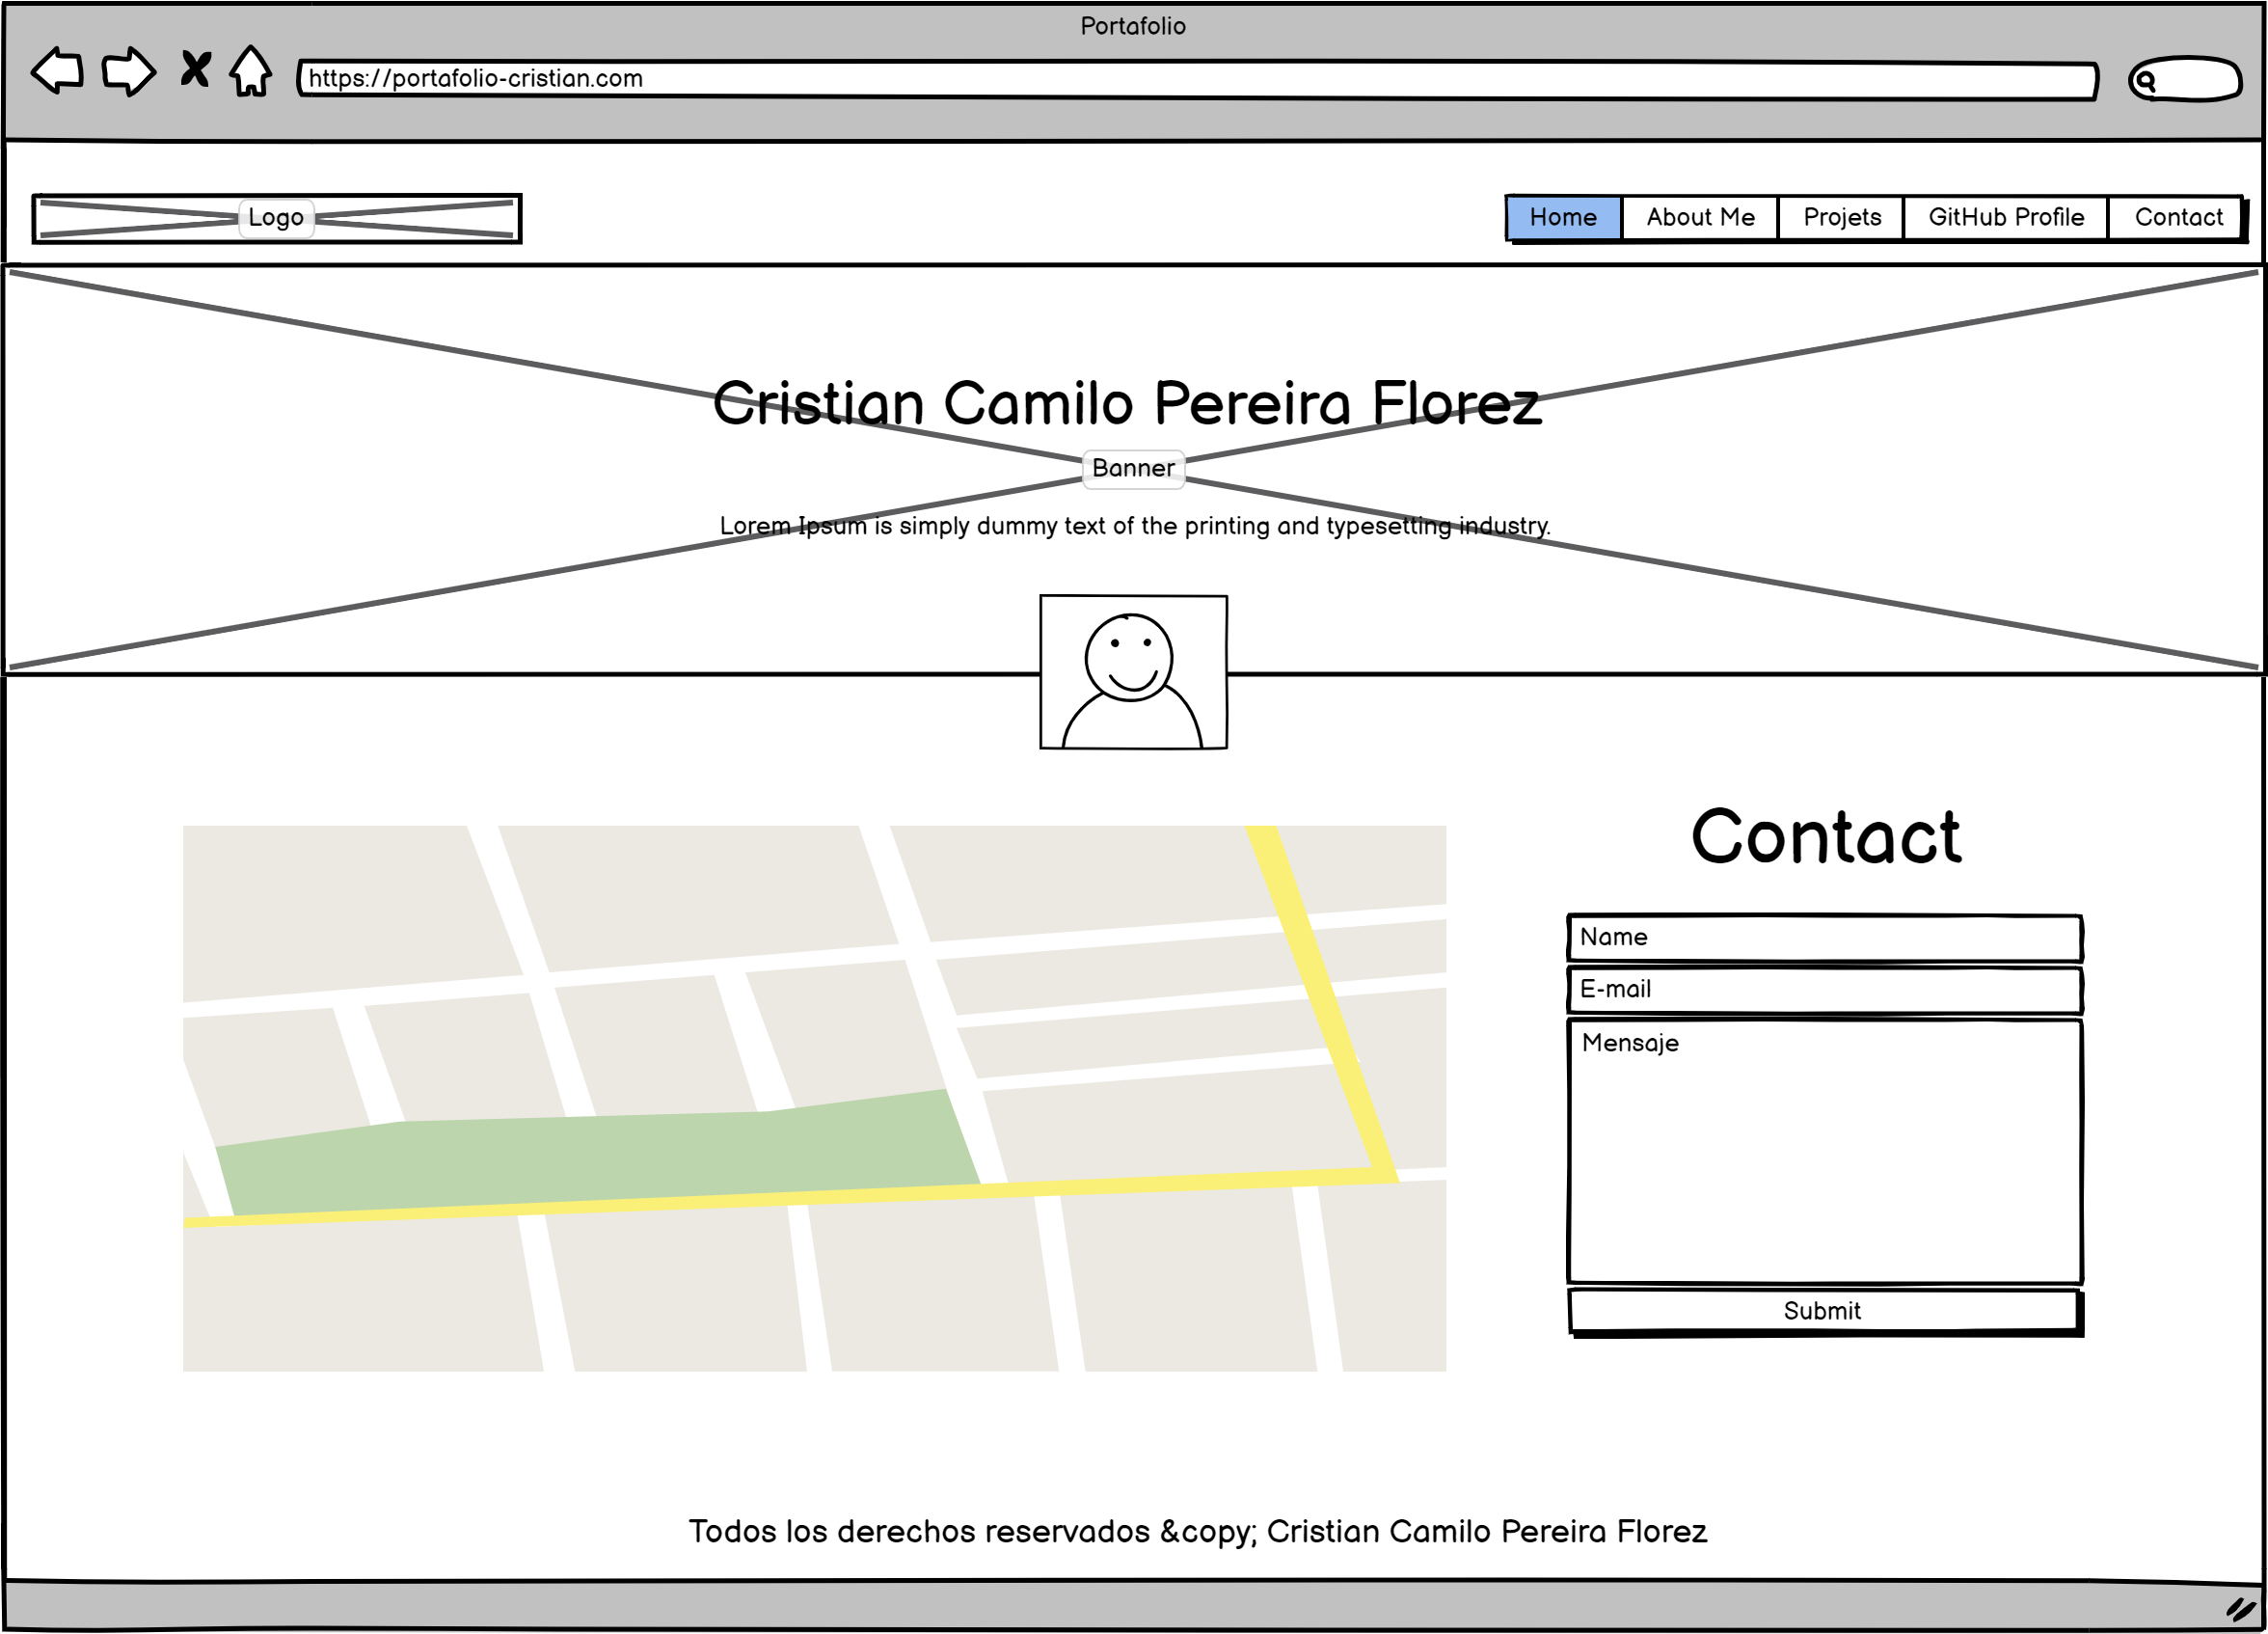 Portafolio
https://portafolio-cristian.com
Logo
Home About Me Projets GitHub Profile Contact
Cristian Camilo Pereira Florez
Banner
Lorem Ipsum is simply dummy text of the printing and typesetting industry.
Contact
Name
E-mail
Mensaje
Submit
Todos los derechos reservados &copy; Cristian Camilo Pereira Florez